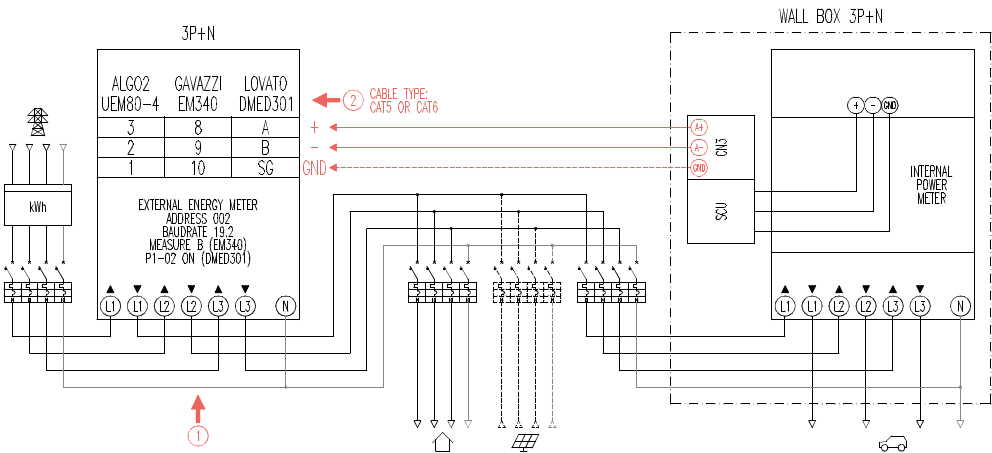 WALL BOX 3P+N
3P+N
ALGO2 GAVAZZI LOVATO
UEM80-4 EM340 DMED301
2 CABLE TYPE:
CAT5 OR CAT6
3 8 A +
2 9 B -
1 10 SG GND
A+
A-
GND
CN3
SCU
+ - GND
INTERNAL
POWER
METER
kWh
EXTERNAL ENERGY METER
ADDRESS 002
BAUDRATE 19.2
MEASURE B (EM340)
P1-02 ON (DMED301)
L1 L1 L2 L2 L3 L3 N
L1 L1 L2 L2 L3 L3 N
1